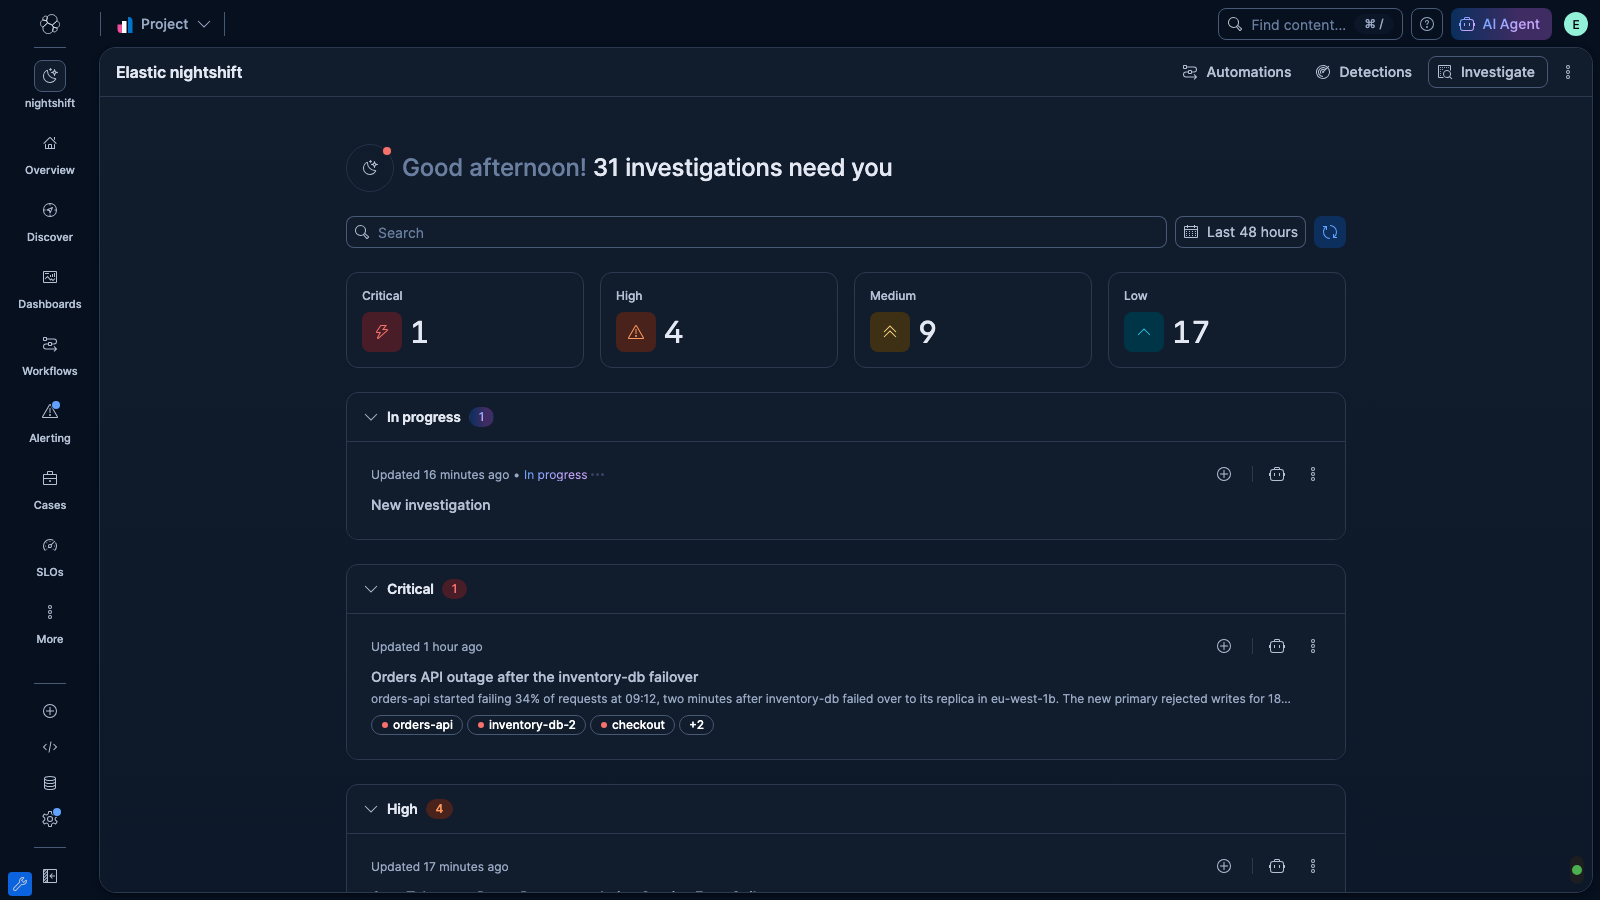 Project
Find content... ⌘ /
AI Agent
E
Elastic nightshift
Automations
Detections
Investigate
nightshift
Overview
Discover
Dashboards
Workflows
Alerting
Cases
SLOs
More
Good afternoon! 31 investigations need you
Search
Last 48 hours
Critical
1
High
4
Medium
9
Low
17
In progress 1
Updated 16 minutes ago • In progress
New investigation
Critical 1
Updated 1 hour ago
Orders API outage after the inventory-db failover
orders-api started failing 34% of requests at 09:12, two minutes after inventory-db failed over to its replica in eu-west-1b. The new primary rejected writes for 18...
orders-api
inventory-db-2
checkout
+2
High 4
Updated 17 minutes ago